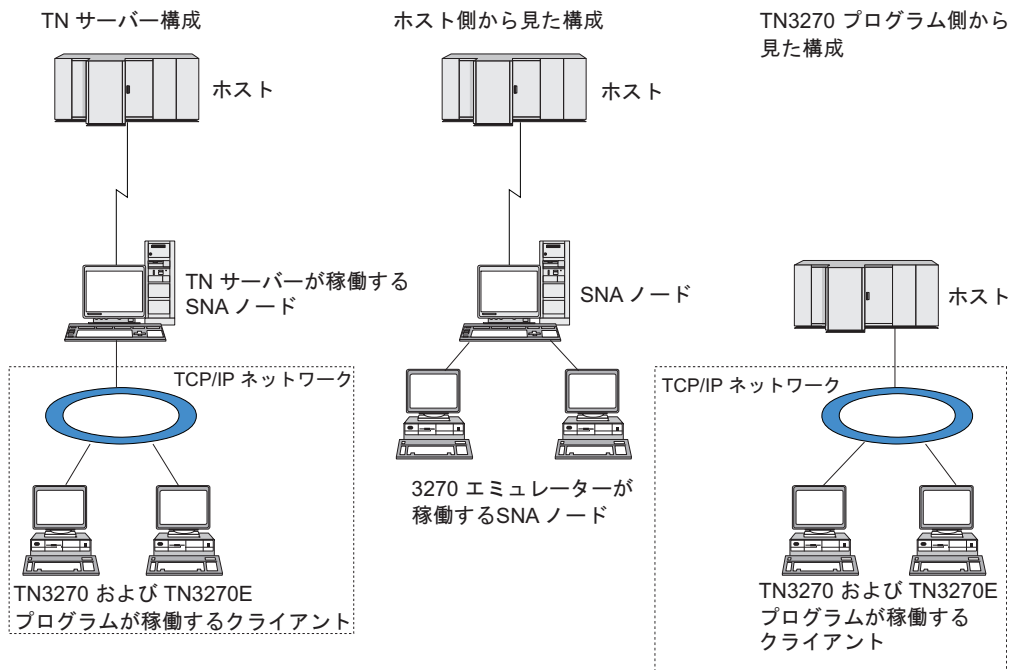 TN サーバー構成
ホスト
TN サーバーが稼働する
SNA ノード
TCP/IP ネットワーク
TN3270 および TN3270E
プログラムが稼働するクライアント
ホスト側から見た構成
ホスト
SNA ノード
3270 エミュレーターが
稼働するSNA ノード
TN3270 プログラム側から
見た構成
ホスト
TCP/IP ネットワーク
TN3270 および TN3270E
プログラムが稼働する
クライアント